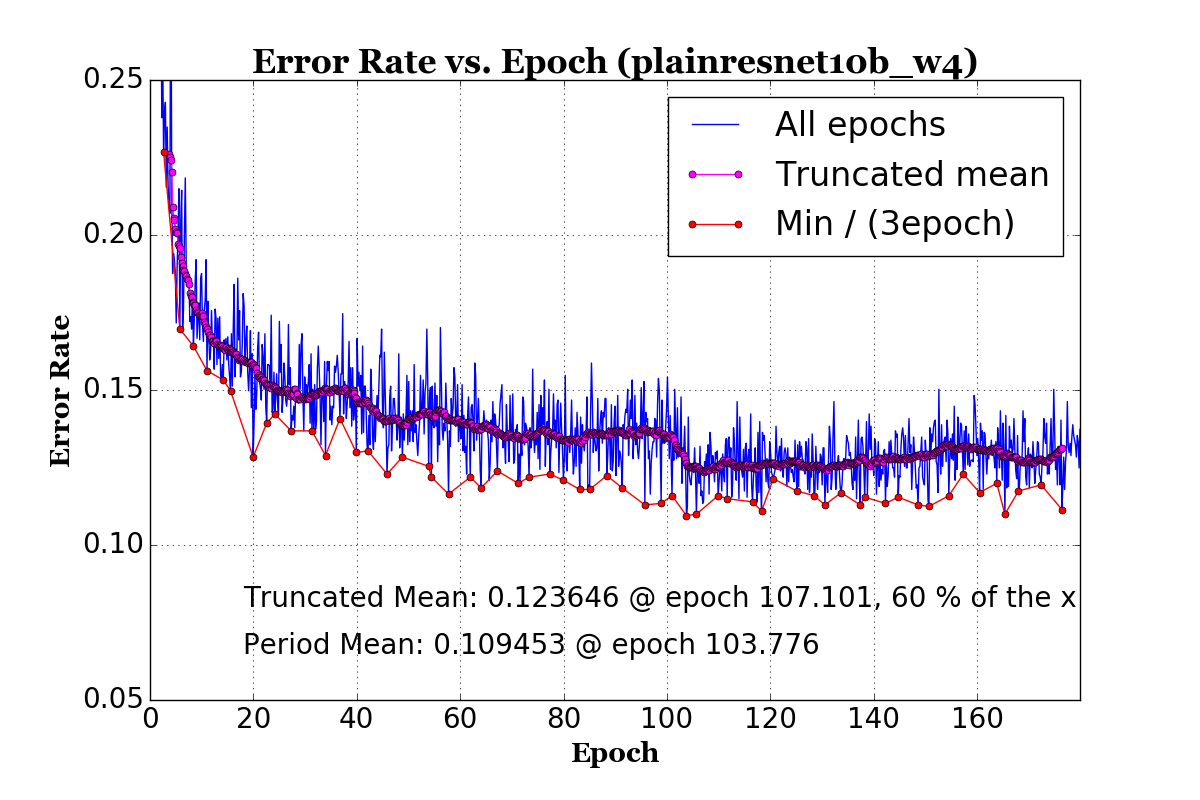 Error Rate vs. Epoch (plainresnet10b_w4)
0.25
0.20
0.15
0.10
0.05
Error Rate
All epochs
Truncated mean
Min / (3epoch)
Truncated Mean: 0.123646 @ epoch 107.101, 60 % of the x
Period Mean: 0.109453 @ epoch 103.776
0 20 40 60 80 100 120 140 160
Epoch